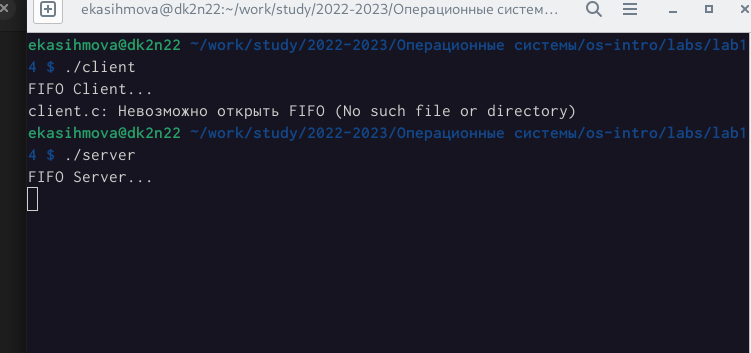 ekasihmova@dk2n22:~/work/study/2022-2023/Операционные систем...
ekasihmova@dk2n22 ~/work/study/2022-2023/Операционные системы/os-intro/labs/lab1
4 $ ./client
FIFO Client...
client.c: Невозможно открыть FIFO (No such file or directory)
ekasihmova@dk2n22 ~/work/study/2022-2023/Операционные системы/os-intro/labs/lab1
4 $ ./server
FIFO Server...